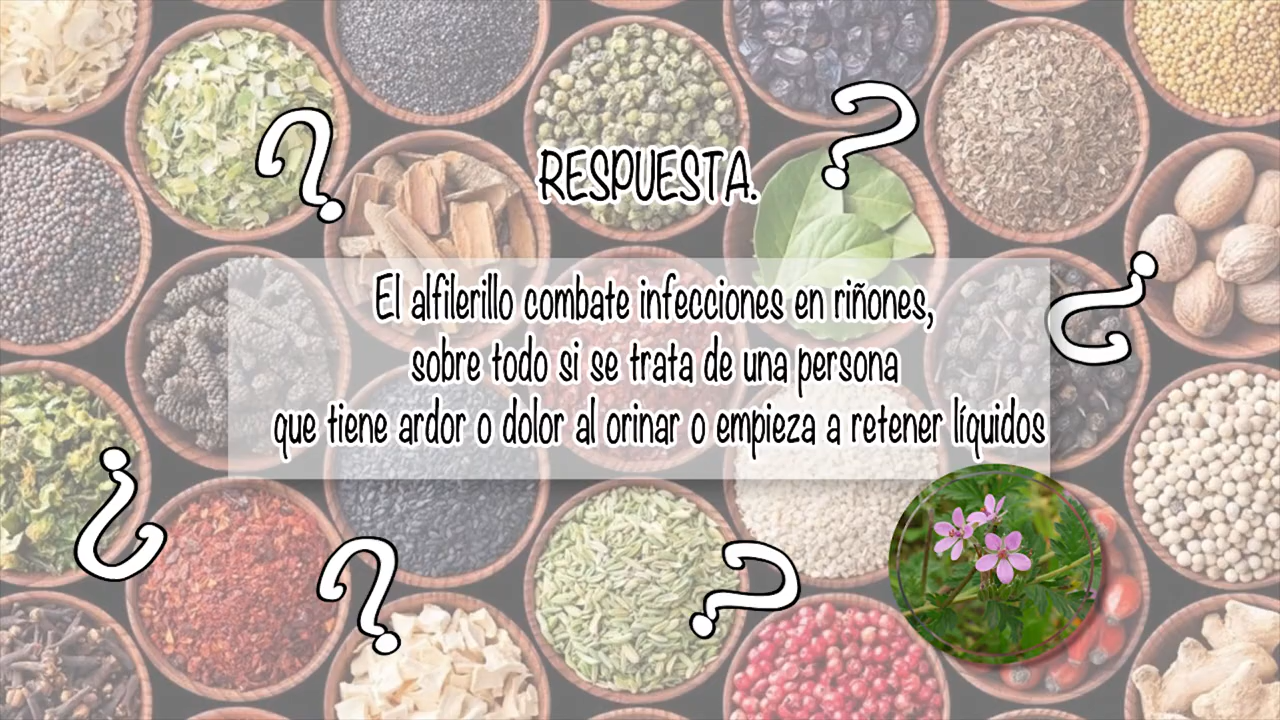 RESPUESTA.
El alfilerillo combate infecciones en riñones,
sobre todo si se trata de una persona
que tiene ardor o dolor al orinar o empieza a retener líquidos